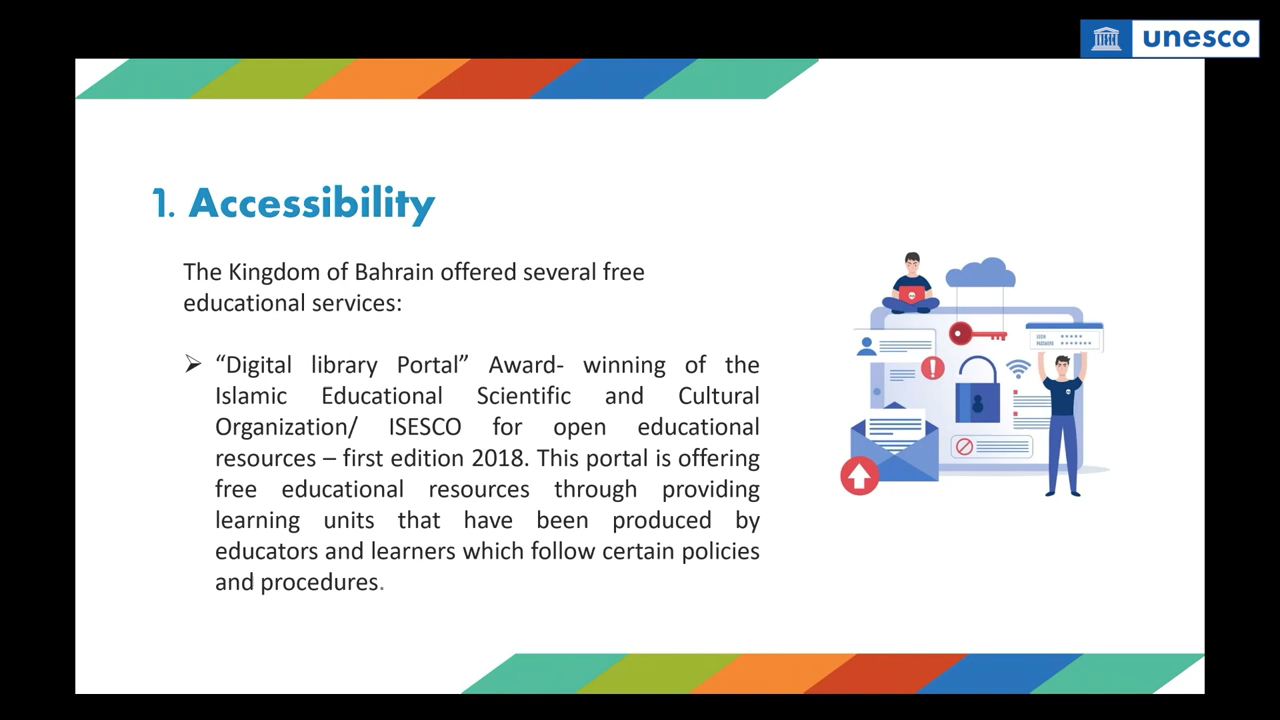 unesco
1. Accessibility
The Kingdom of Bahrain offered several free
educational services:
➢ “Digital library Portal” Award- winning of the
Islamic Educational Scientific and Cultural
Organization/ ISESCO for open educational
resources – first edition 2018. This portal is offering
free educational resources through providing
learning units that have been produced by
educators and learners which follow certain policies
and procedures.